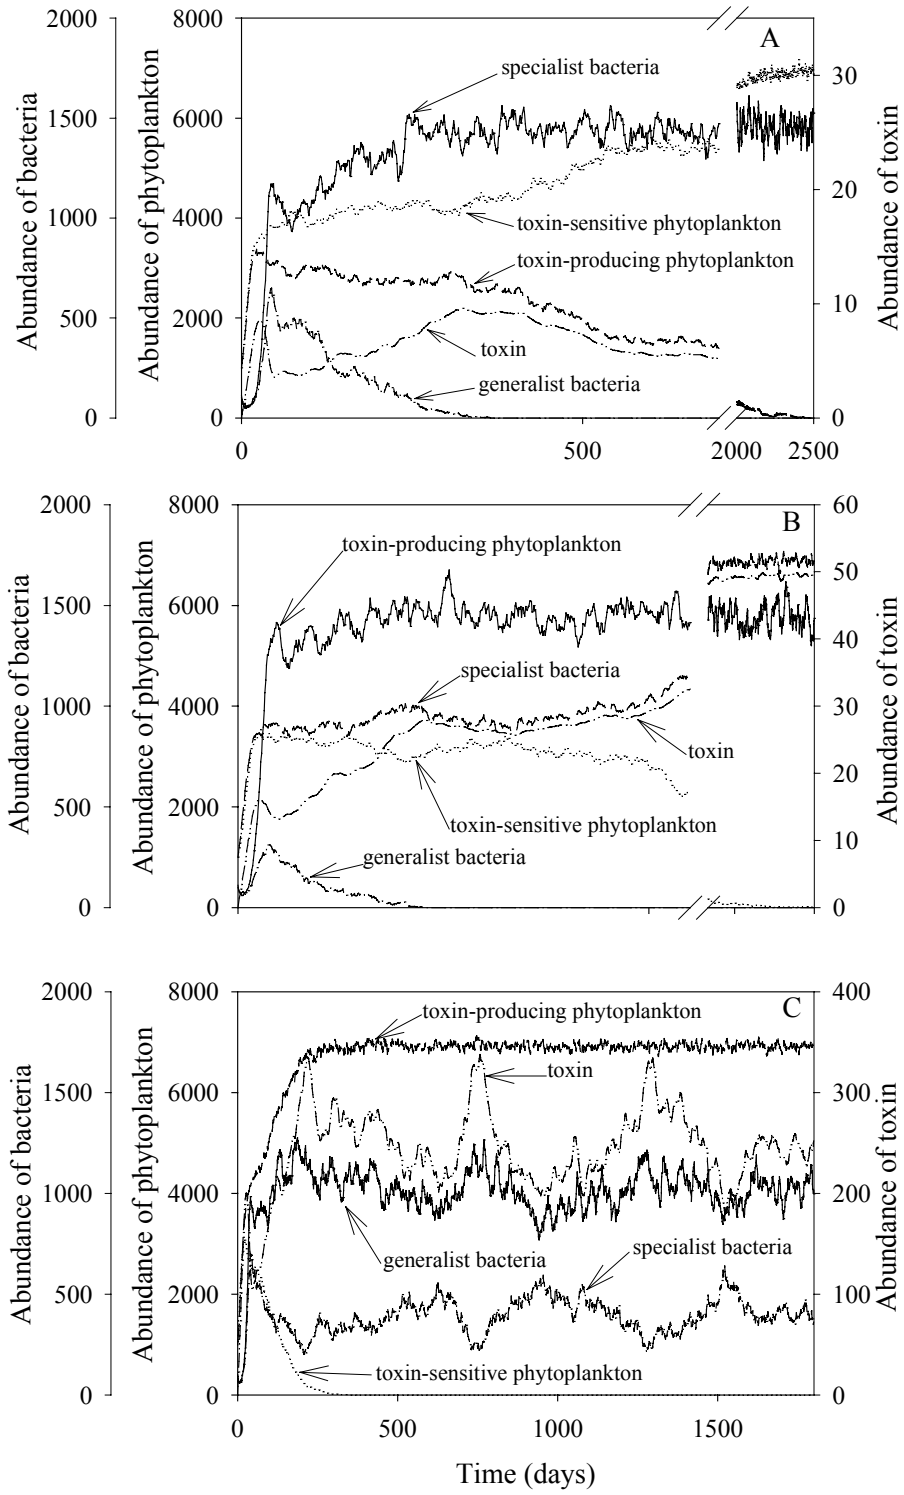 2000
8000
A
30
specialist bacteria
1500
6000
20
1000
4000
toxin-sensitive phytoplankton
toxin-producing phytoplankton
10
500
2000
toxin
generalist bacteria
0
0
0
0
500
2000
2500
Abundance of bacteria
Abundance of phytoplankton
Abundance of toxin
2000
8000
60
B
toxin-producing phytoplankton
50
1500
6000
40
specialist bacteria
1000
4000
30
toxin
20
500
2000
toxin-sensitive phytoplankton
generalist bacteria
10
0
0
0
Abundance of bacteria
Abundance of phytoplankton
Abundance of toxin
2000
8000
400
C
toxin-producing phytoplankton
toxin
1500
6000
300
1000
4000
200
generalist bacteria
specialist bacteria
500
2000
100
toxin-sensitive phytoplankton
0
0
0
0
500
1000
1500
Abundance of bacteria
Abundance of phytoplankton
Abundance of toxin
Time (days)